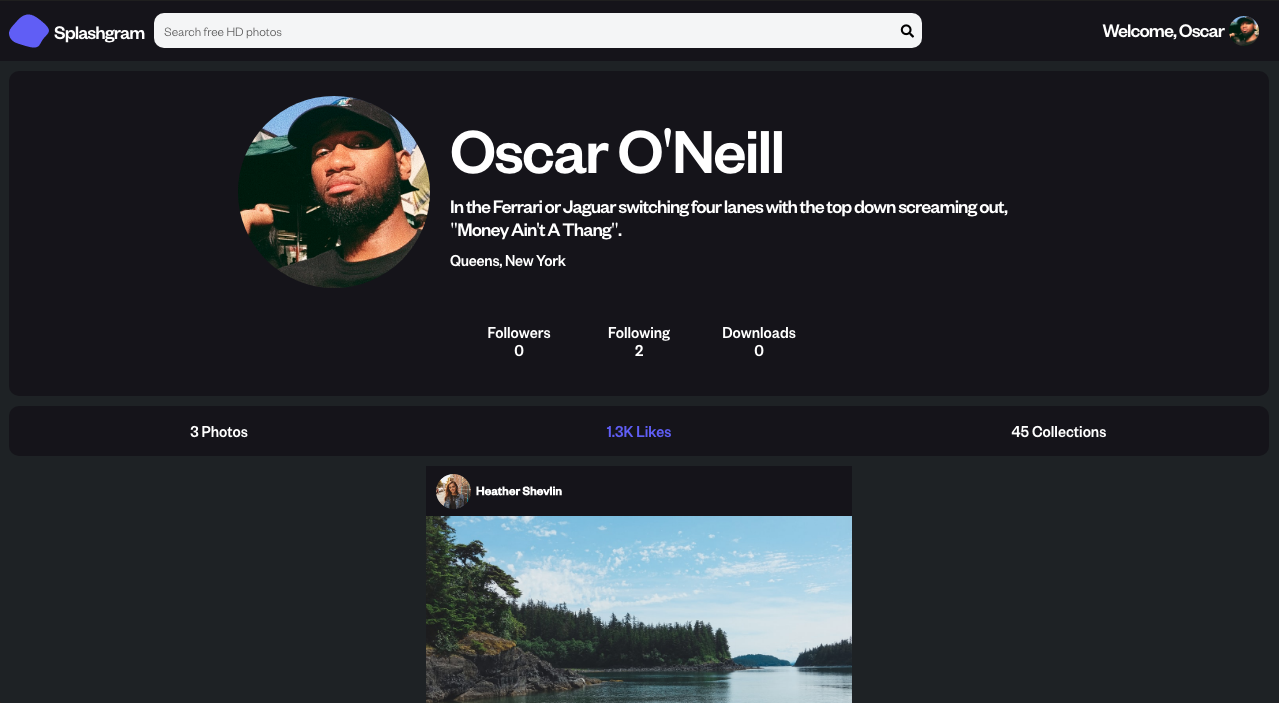 Splashgram
Search free HD photos
Welcome, Oscar
Oscar O'Neill
In the Ferrari or Jaguar switching four lanes with the top down screaming out,
"Money Ain't A Thang".
Queens, New York
Followers Following Downloads
0 2 0
3 Photos 1.3K Likes 45 Collections
Heather Shevlin